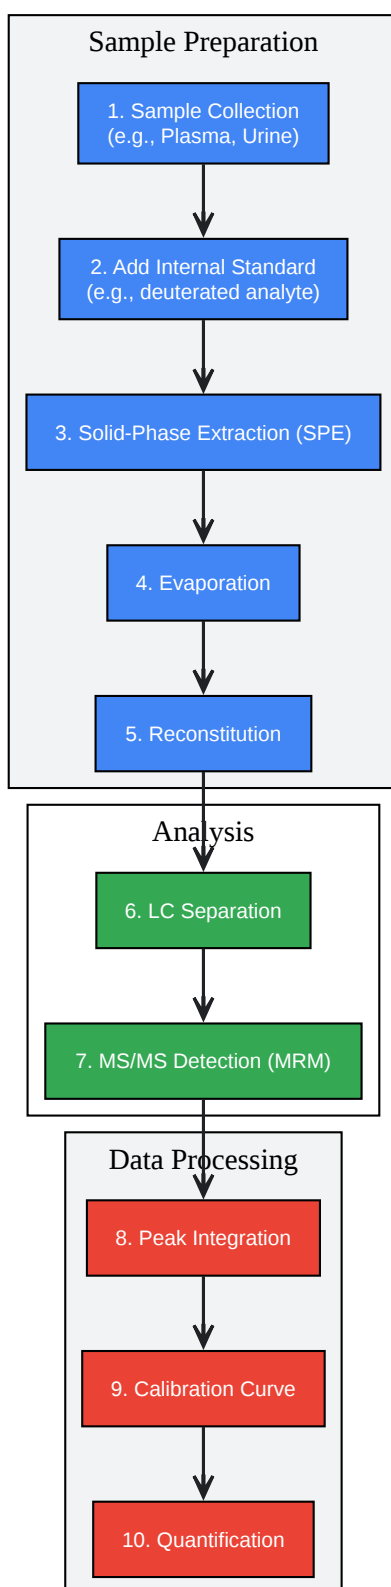 Sample Preparation
1. Sample Collection
(e.g., Plasma, Urine)
2. Add Internal Standard
(e.g., deuterated analyte)
3. Solid-Phase Extraction (SPE)
4. Evaporation
5. Reconstitution
Analysis
6. LC Separation
7. MS/MS Detection (MRM)
Data Processing
8. Peak Integration
9. Calibration Curve
10. Quantification